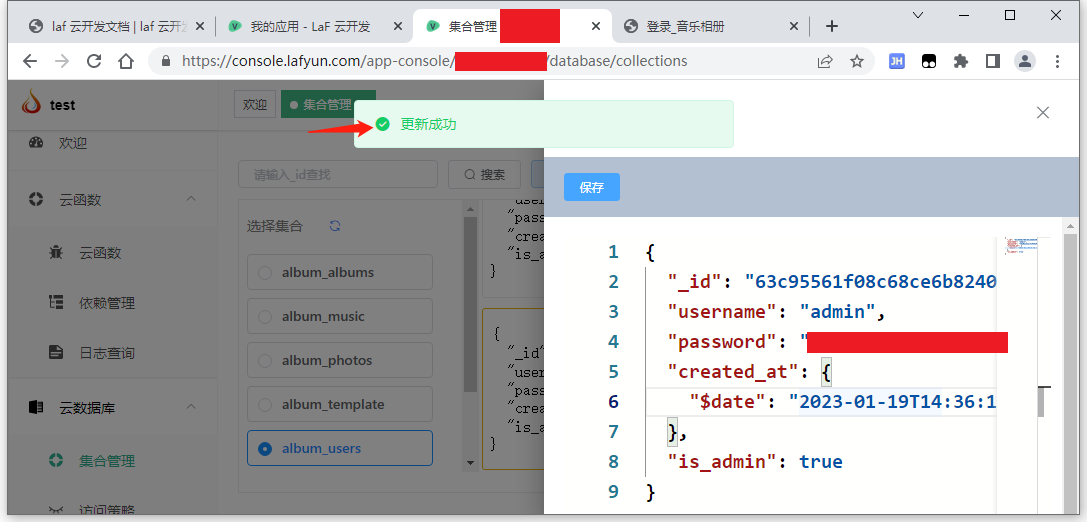 laf 云开发文档 | laf 云开
我的应用 - LaF 云开发
集合管理
登录_音乐相册
https://console.lafyun.com/app-console/
/database/collections
JH
test
欢迎
集合管理
更新成功
欢迎
请输入_id查找
搜索
保存
云函数
选择集合
云函数
album_albums
依赖管理
album_music
日志查询
album_photos
云数据库
album_template
集合管理
album_users
访问策略
"user
"pass
"crea
"is_a
}
{
"_id"
"user
"pass
"crea
"is_a
}
1 {
2 "_id": "63c95561f08c68ce6b8240
3 "username": "admin",
4 "password": "
5 "created_at": {
6 "$date": "2023-01-19T14:36:1
7 },
8 "is_admin": true
9 }